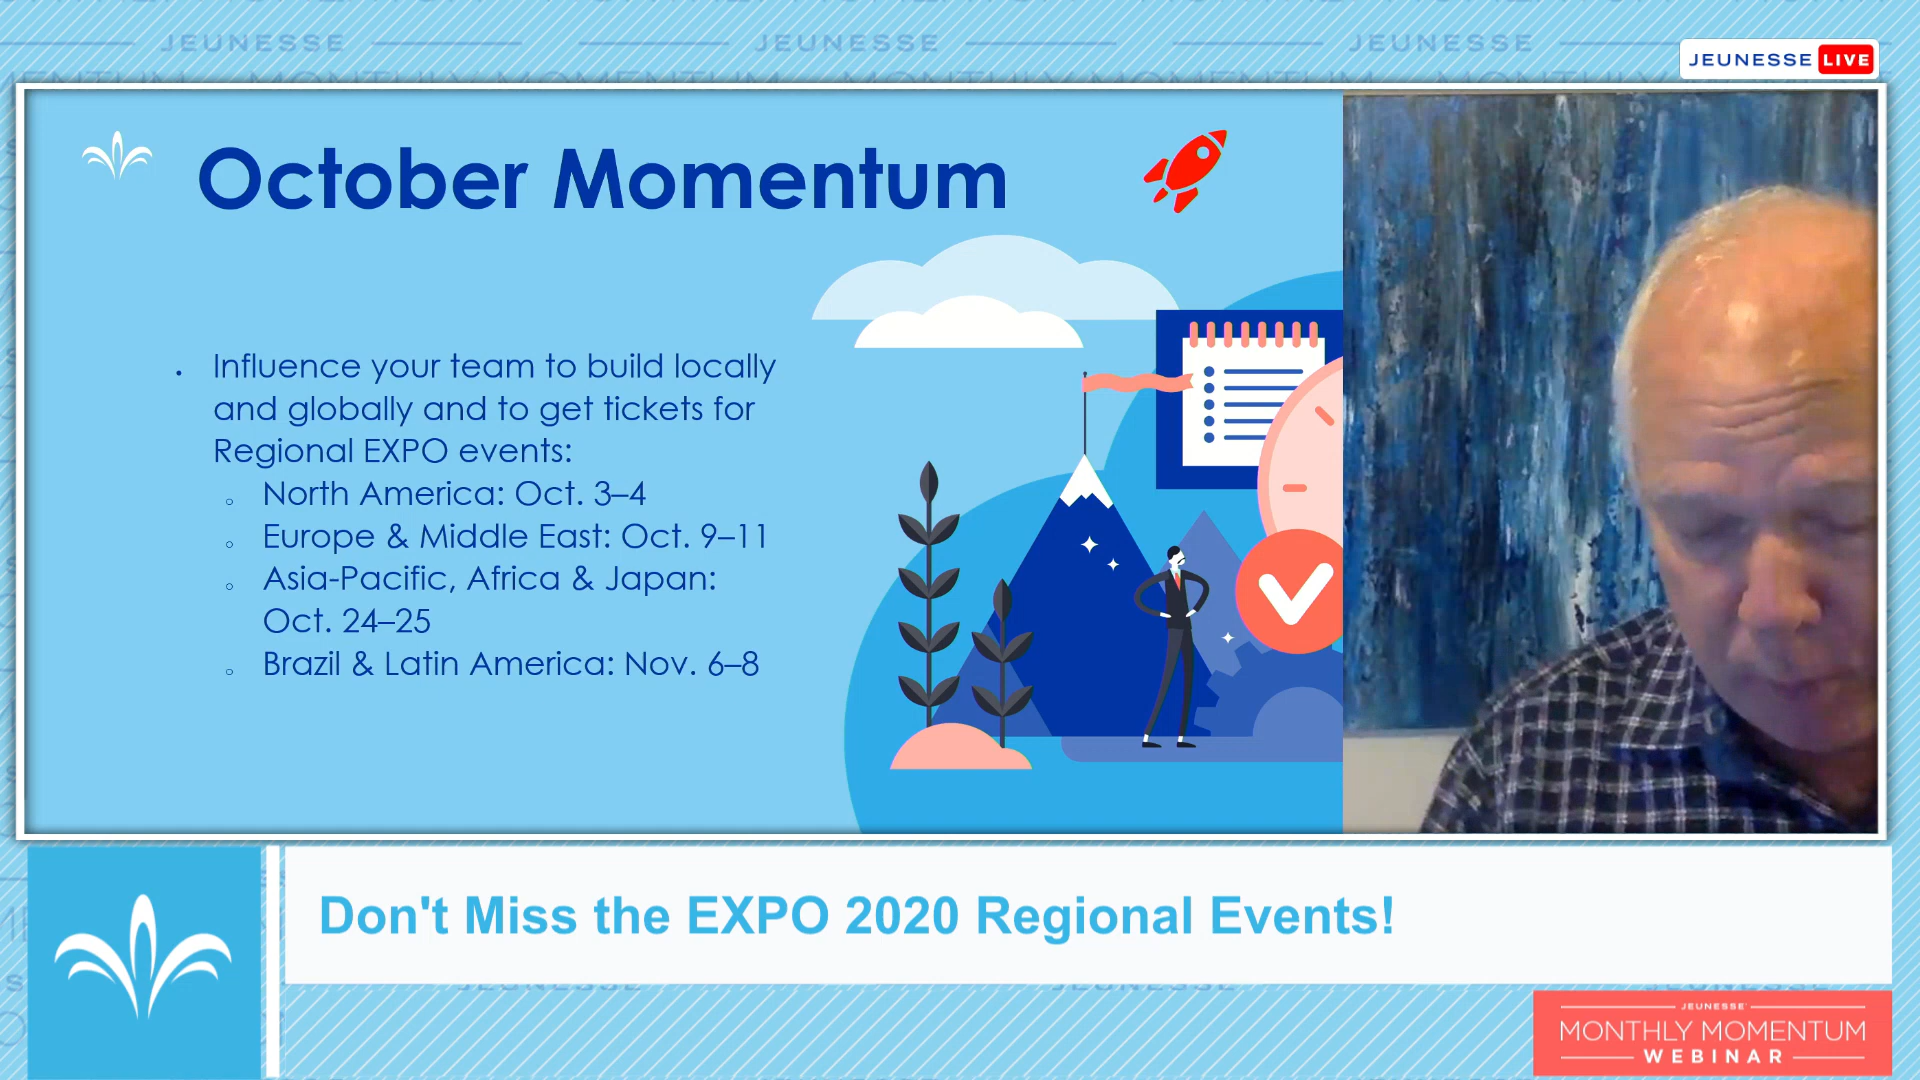 JEUNESSE JEUNESSE JEUNESSE
JEUNESSE LIVE
October Momentum
• Influence your team to build locally
and globally and to get tickets for
Regional EXPO events:
○ North America: Oct. 3–4
○ Europe & Middle East: Oct. 9–11
○ Asia-Pacific, Africa & Japan:
Oct. 24–25
○ Brazil & Latin America: Nov. 6–8
Don't Miss the EXPO 2020 Regional Events!
JEUNESSE
MONTHLY MOMENTUM
WEBINAR